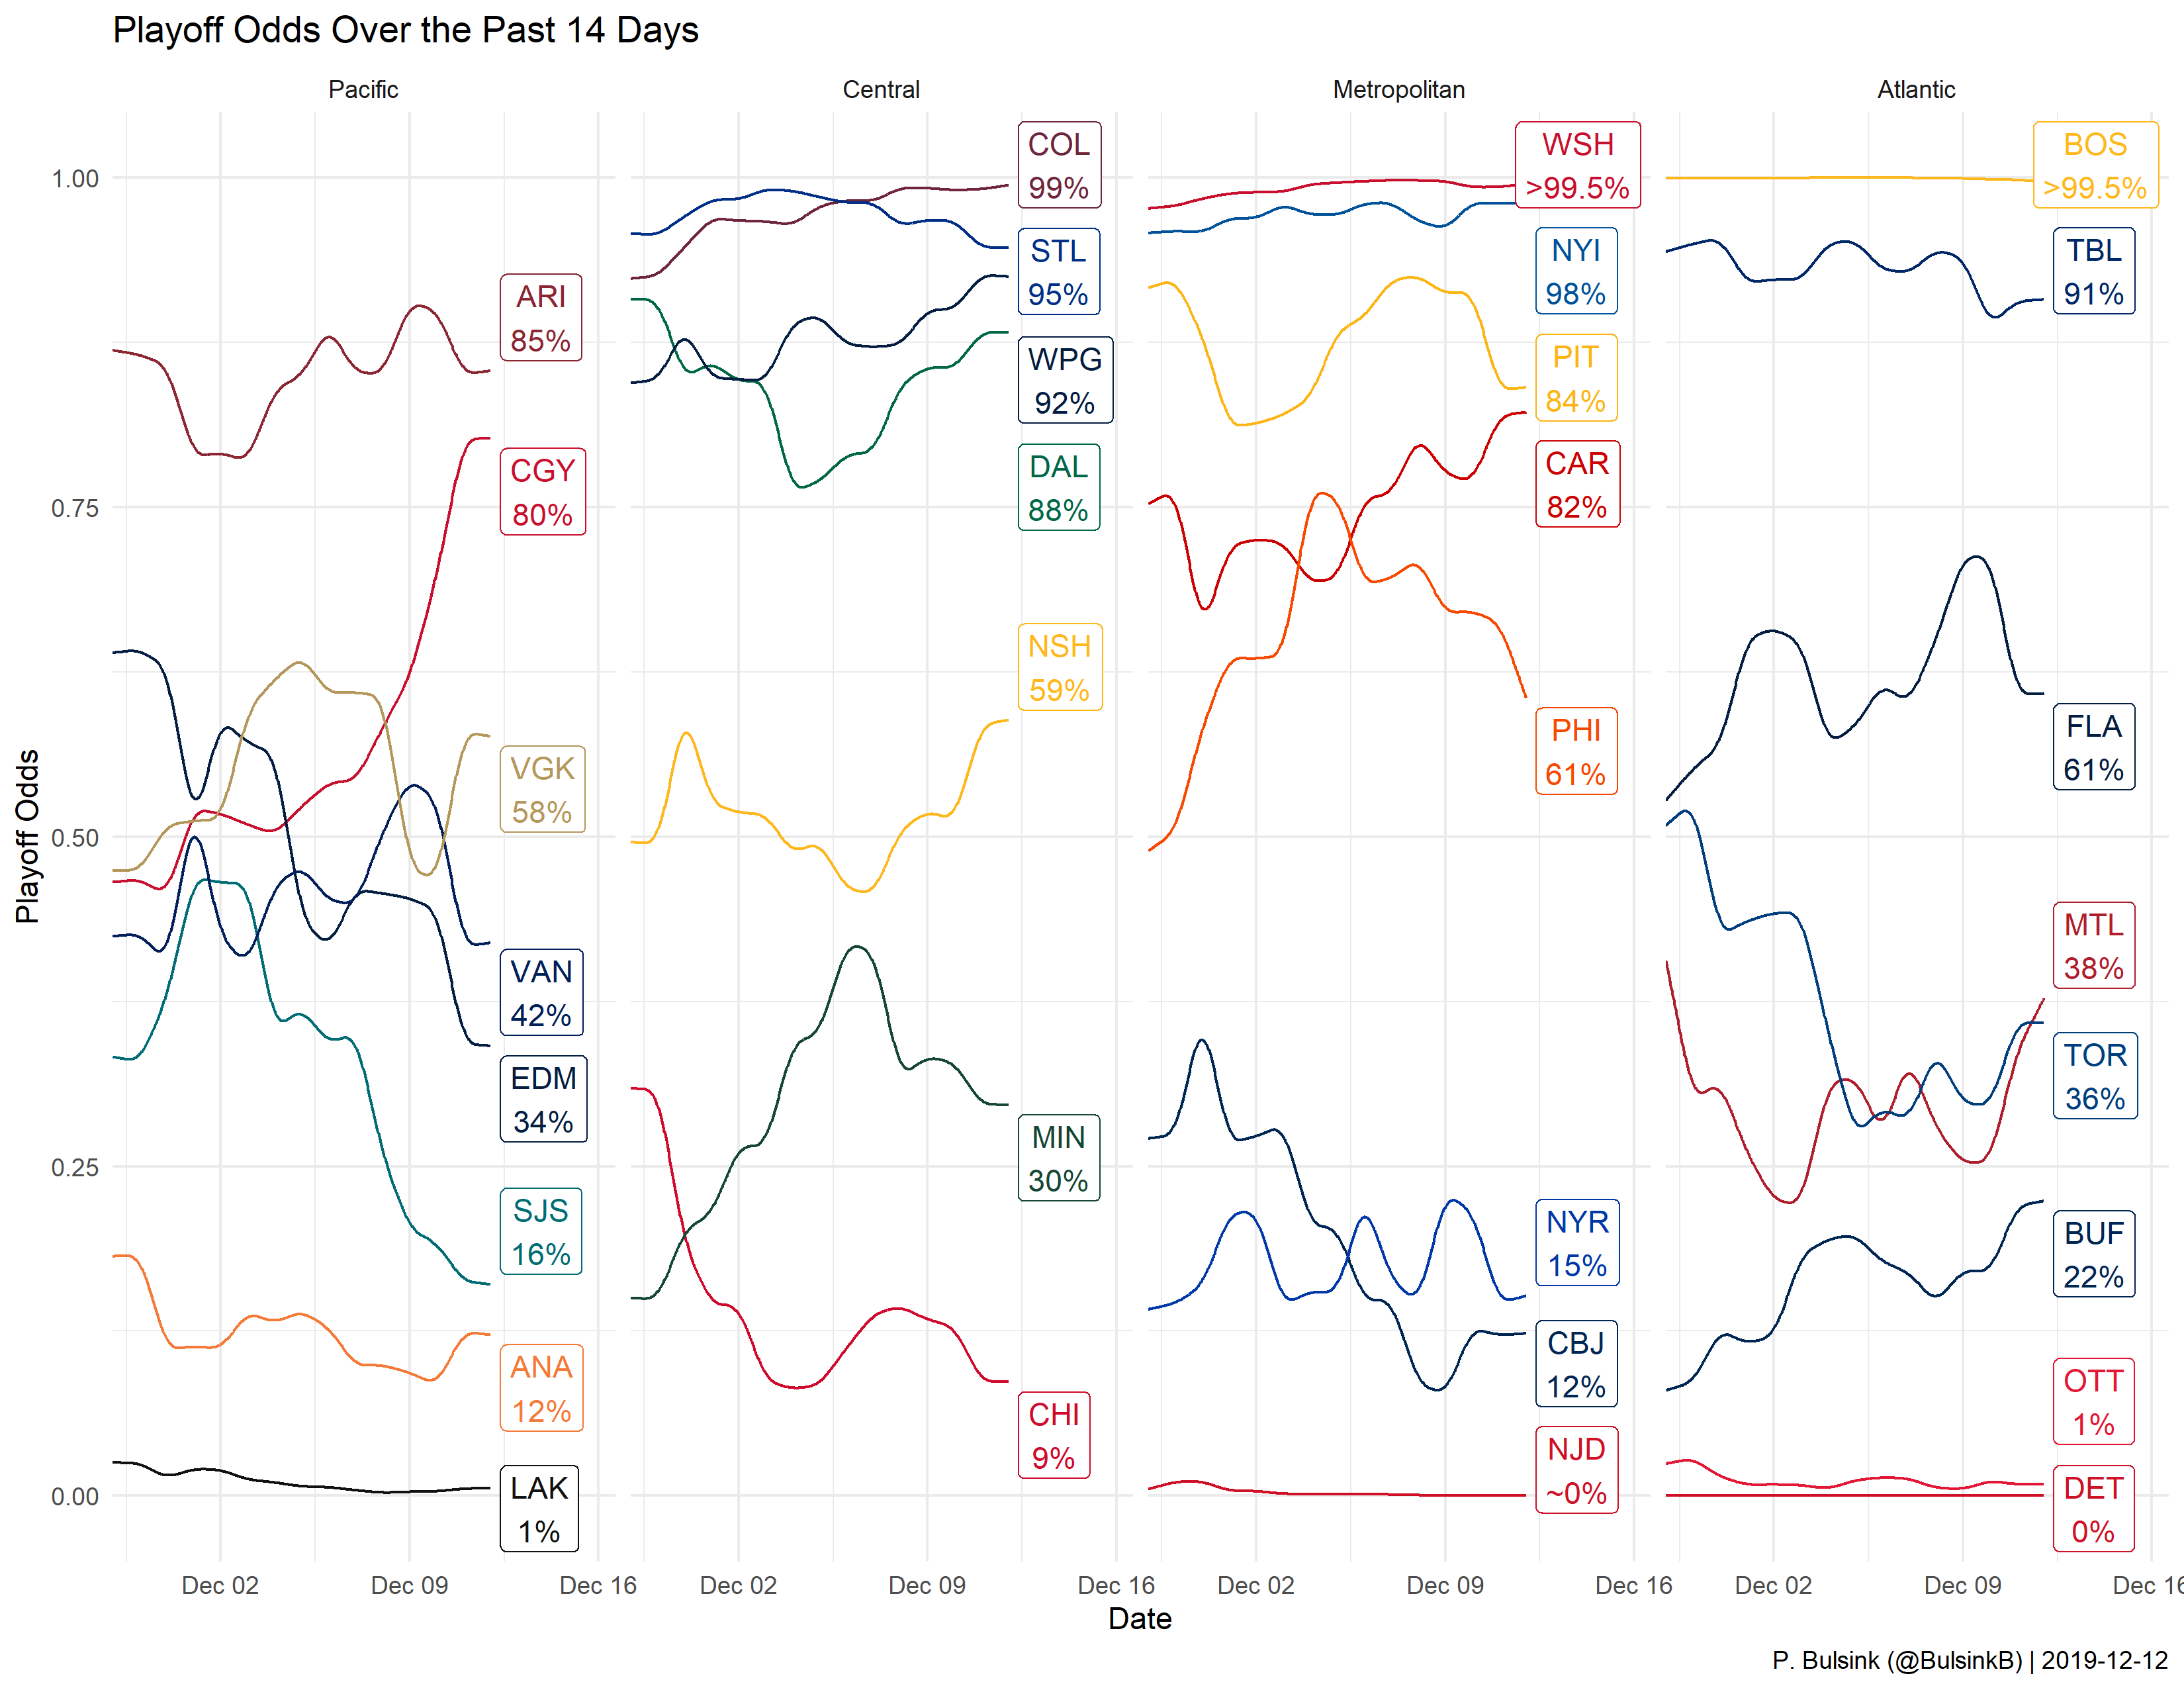 Playoff Odds Over the Past 14 Days
Pacific
Central
Metropolitan
Atlantic
Playoff Odds
1.00
0.75
0.50
0.25
0.00
ARI
85%
CGY
80%
VGK
58%
VAN
42%
EDM
34%
SJS
16%
ANA
12%
LAK
1%
COL
99%
STL
95%
WPG
92%
DAL
88%
NSH
59%
MIN
30%
CHI
9%
WSH
>99.5%
NYI
98%
PIT
84%
CAR
82%
PHI
61%
NYR
15%
CBJ
12%
NJD
~0%
BOS
>99.5%
TBL
91%
FLA
61%
MTL
38%
TOR
36%
BUF
22%
OTT
1%
DET
0%
Dec 02
Dec 09
Dec 16
Dec 02
Dec 09
Dec 16
Dec 02
Dec 09
Dec 16
Dec 02
Dec 09
Dec 16
Date
P. Bulsink (@BulsinkB) | 2019-12-12